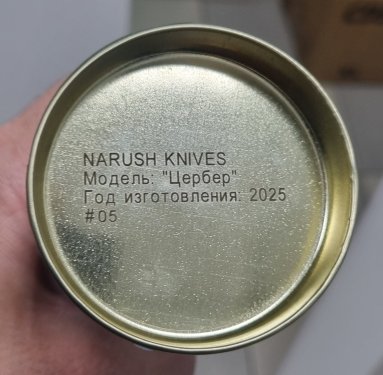 NARUSH KNIVES
Модель: "Цербер"
Год изготовления: 2025
#05